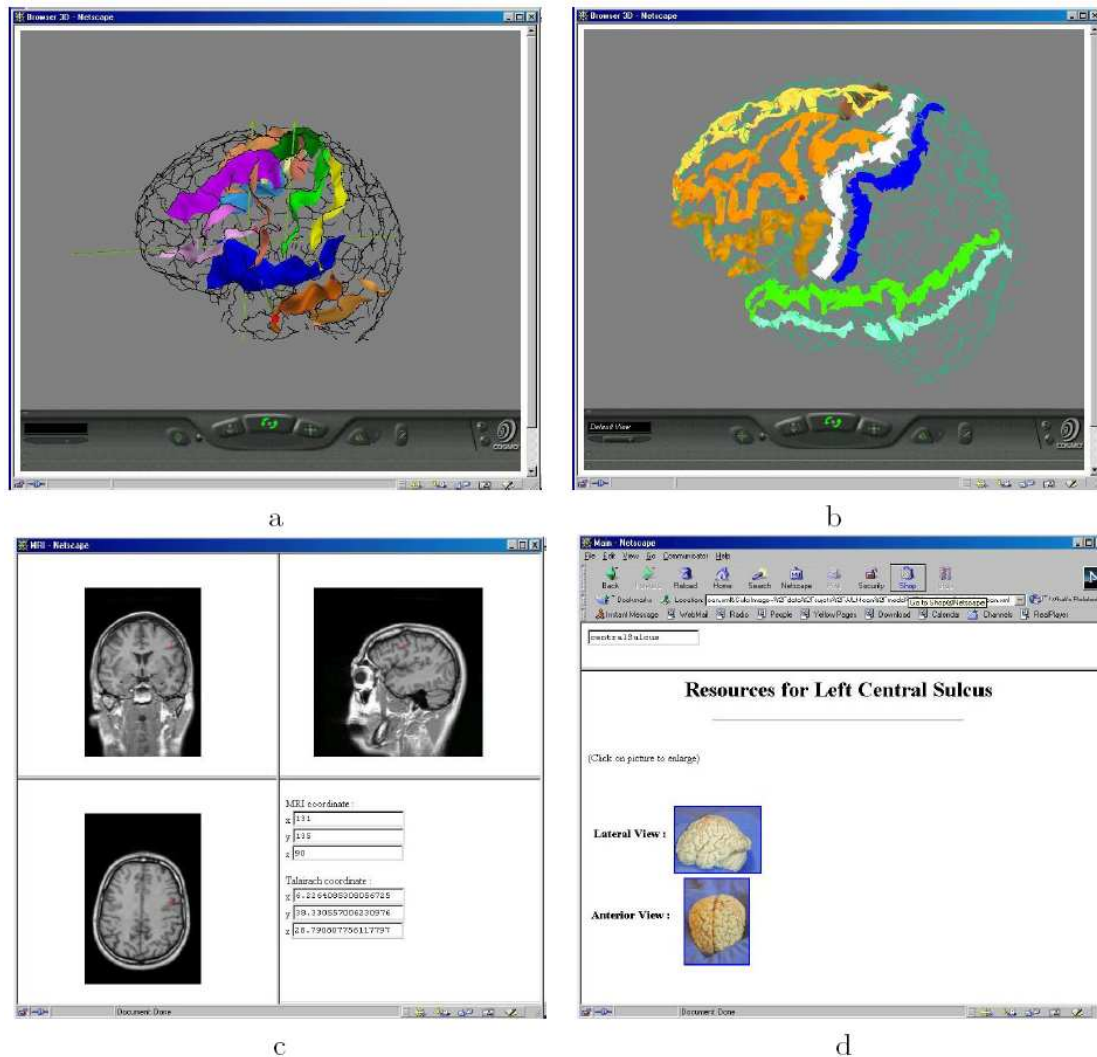 Browser 3D - Netscape
COSMO
a
Browser 3D - Netscape
Default View
COSMO
b
MRI - Netscape
MRI coordinate :
x 131
y 135
z 90
Talairach coordinate :
x
y
z
Document: Done
c
Main - Netscape
File Edit View Go Communicator Help
Back Reload Home Search Netscape Security Shop
Bookmarks Location:
Go to Shop@Netscape
Instant Message WebMail Radio People Yellow Pages Download Calendar Channels RealPlayer
centralSulcus
Resources for Left Central Sulcus
(Click on picture to enlarge)
Lateral View :
Anterior View :
Document: Done
d